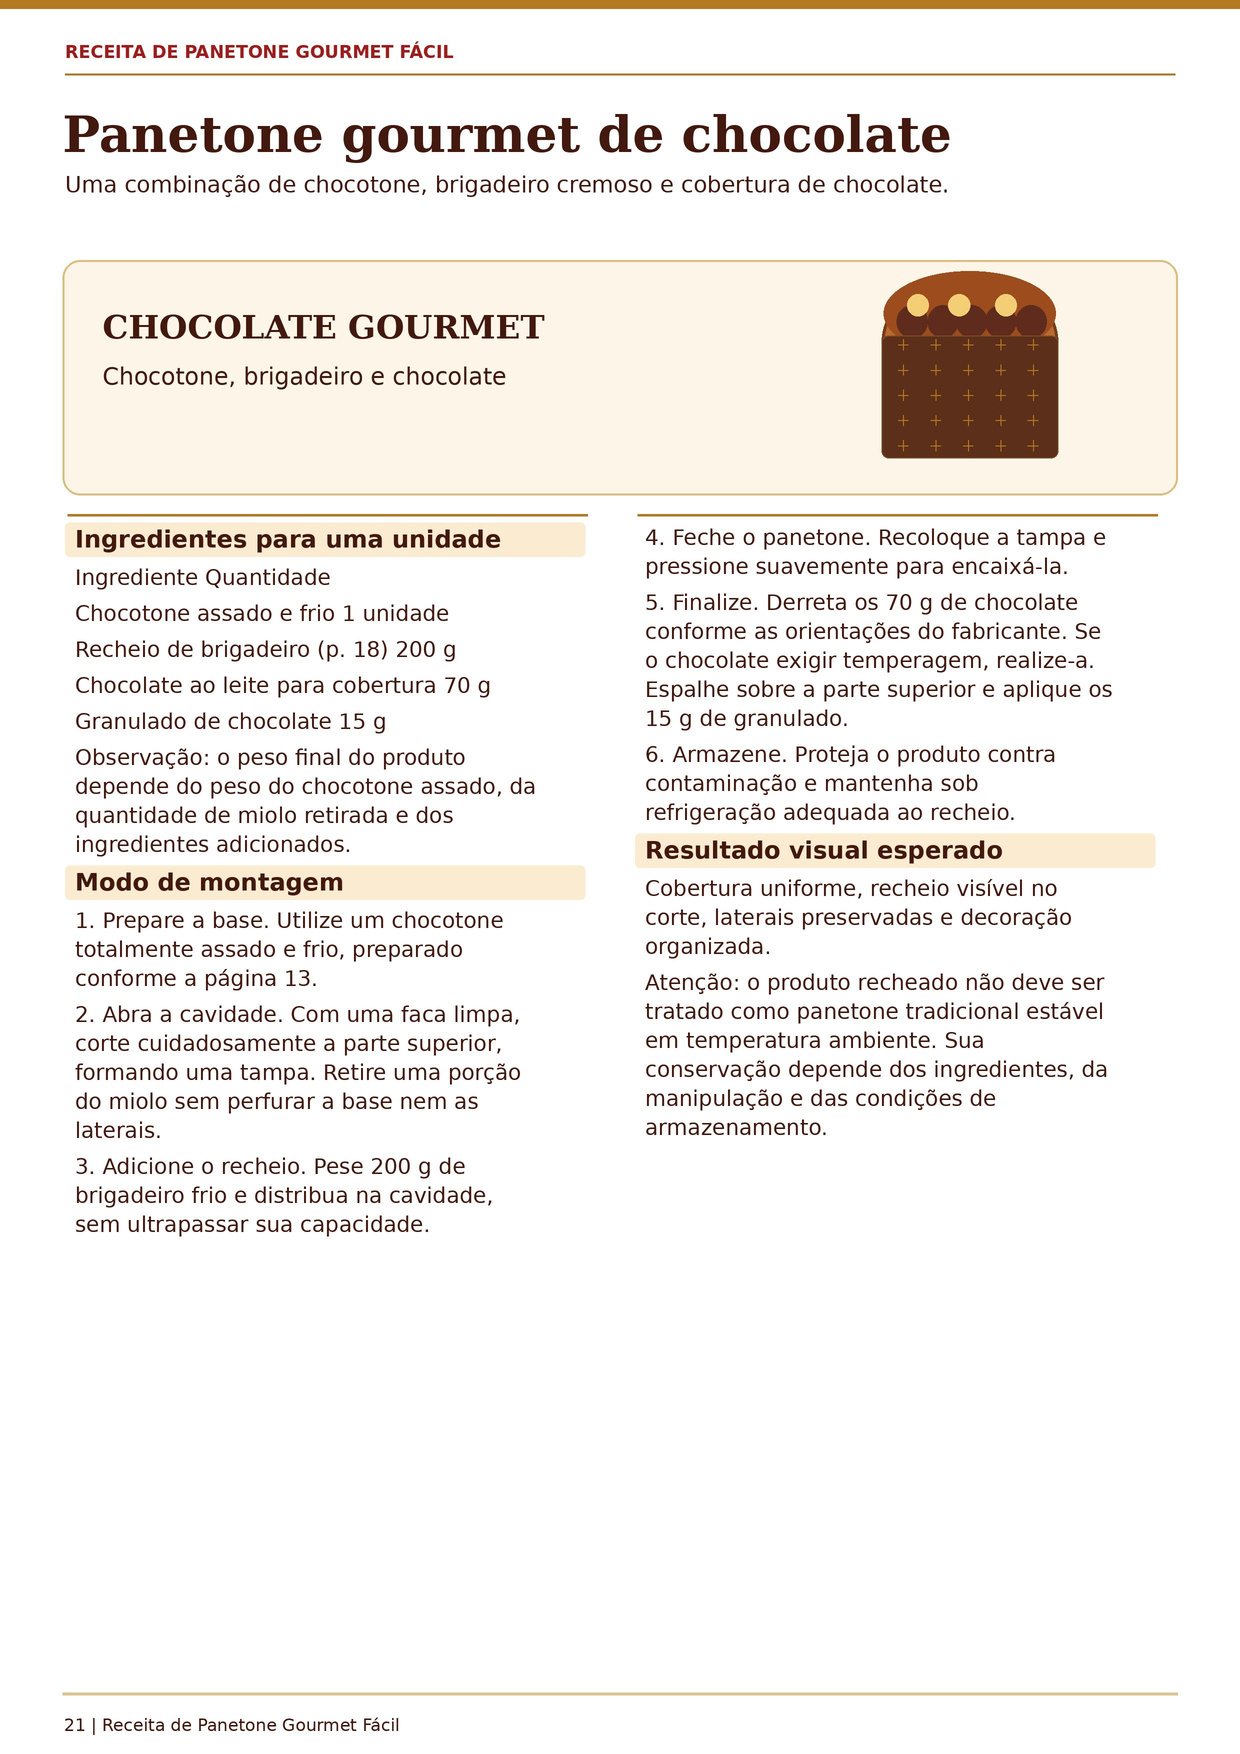 RECEITA DE PANETONE GOURMET FÁCIL
Panetone gourmet de chocolate
Uma combinação de chocotone, brigadeiro cremoso e cobertura de chocolate.
CHOCOLATE GOURMET
Chocotone, brigadeiro e chocolate
Ingredientes para uma unidade
Ingrediente Quantidade
Chocotone assado e frio 1 unidade
Recheio de brigadeiro (p. 18) 200 g
Chocolate ao leite para cobertura 70 g
Granulado de chocolate 15 g
Observação: o peso final do produto
depende do peso do chocotone assado, da
quantidade de miolo retirada e dos
ingredientes adicionados.
Modo de montagem
1. Prepare a base. Utilize um chocotone
totalmente assado e frio, preparado
conforme a página 13.
2. Abra a cavidade. Com uma faca limpa,
corte cuidadosamente a parte superior,
formando uma tampa. Retire uma porção
do miolo sem perfurar a base nem as
laterais.
3. Adicione o recheio. Pese 200 g de
brigadeiro frio e distribua na cavidade,
sem ultrapassar sua capacidade.
4. Feche o panetone. Recoloque a tampa e
pressione suavemente para encaixá-la.
5. Finalize. Derreta os 70 g de chocolate
conforme as orientações do fabricante. Se
o chocolate exigir temperagem, realize-a.
Espalhe sobre a parte superior e aplique os
15 g de granulado.
6. Armazene. Proteja o produto contra
contaminação e mantenha sob
refrigeração adequada ao recheio.
Resultado visual esperado
Cobertura uniforme, recheio visível no
corte, laterais preservadas e decoração
organizada.
Atenção: o produto recheado não deve ser
tratado como panetone tradicional estável
em temperatura ambiente. Sua
conservação depende dos ingredientes, da
manipulação e das condições de
armazenamento.
21 | Receita de Panetone Gourmet Fácil